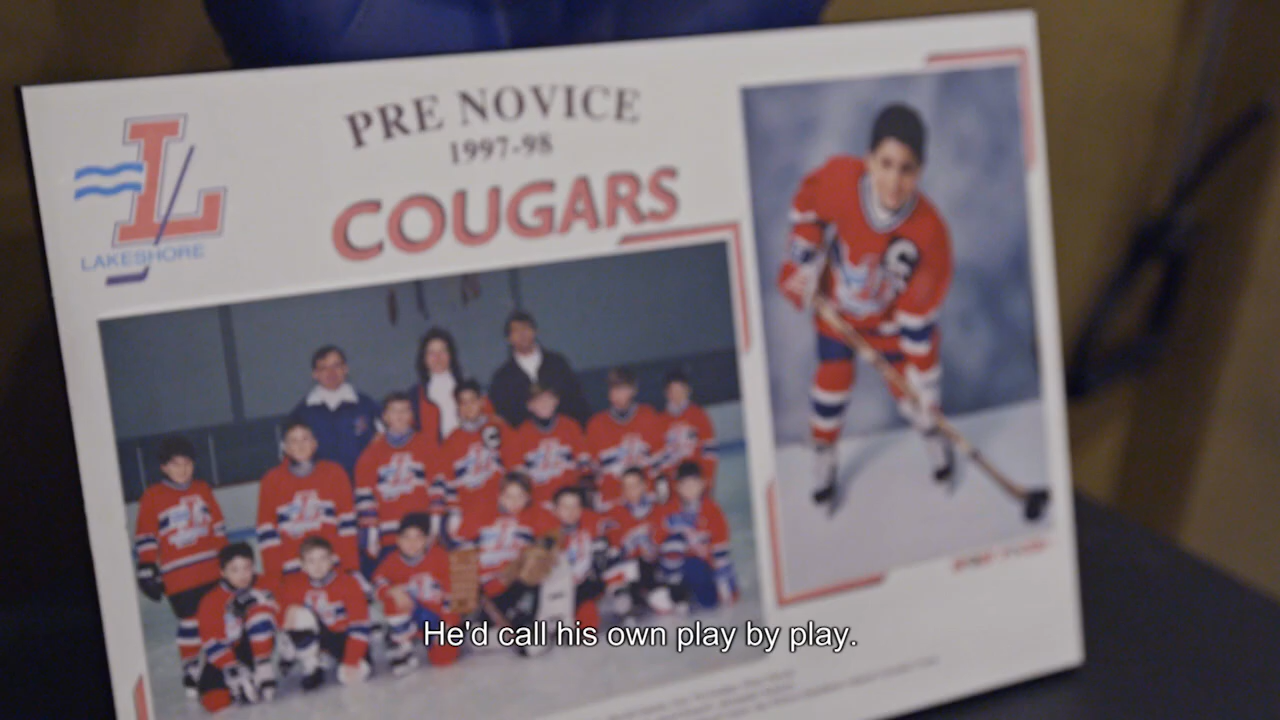 PRE NOVICE
1997-98
COUGARS
L
LAKESHORE
C
He'd call his own play by play.